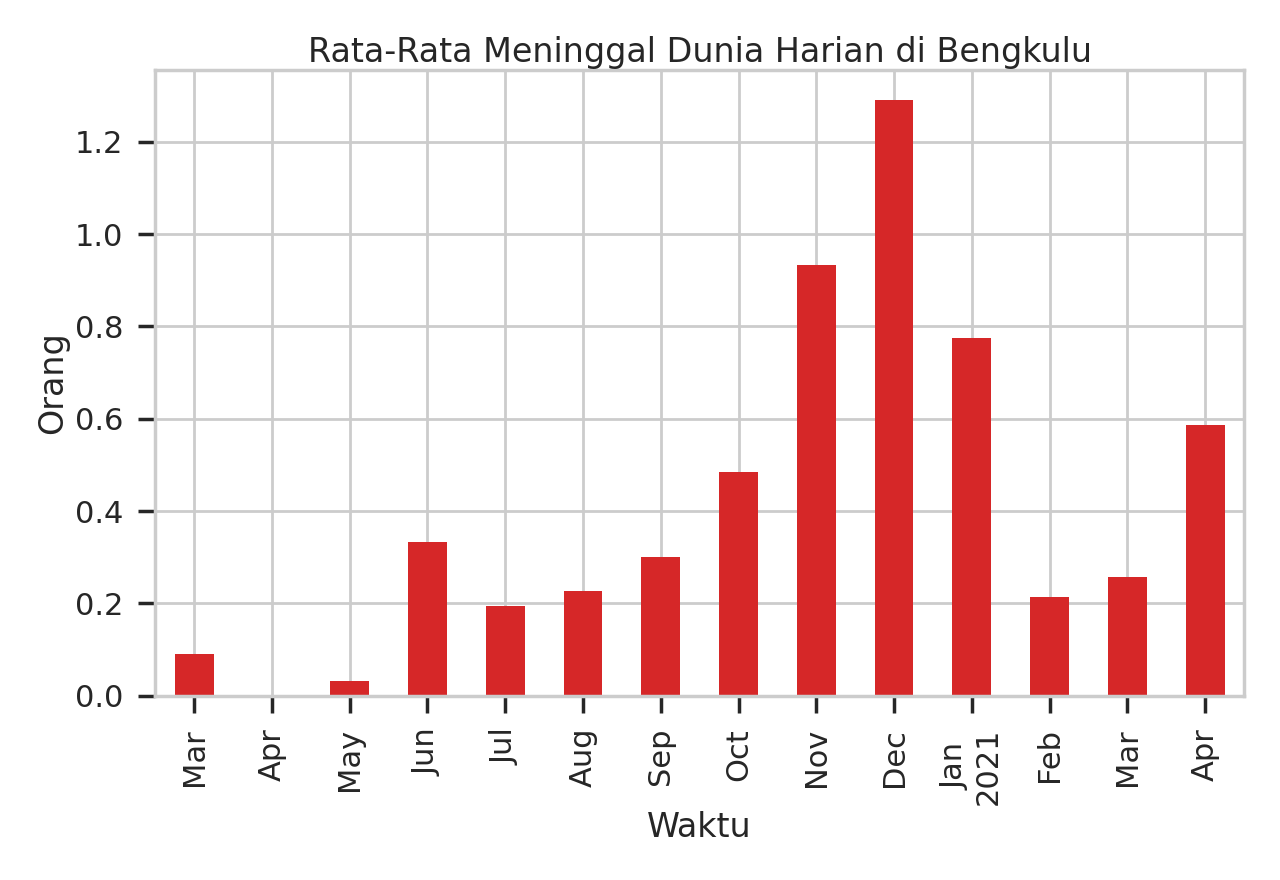 Rata-Rata Meninggal Dunia Harian di Bengkulu
1.2
1.0
0.8
0.6
0.4
0.2
0.0
Orang
Mar
Apr
May
Jun
Jul
Aug
Sep
Oct
Nov
Dec
Jan
2021
Feb
Mar
Apr
Waktu